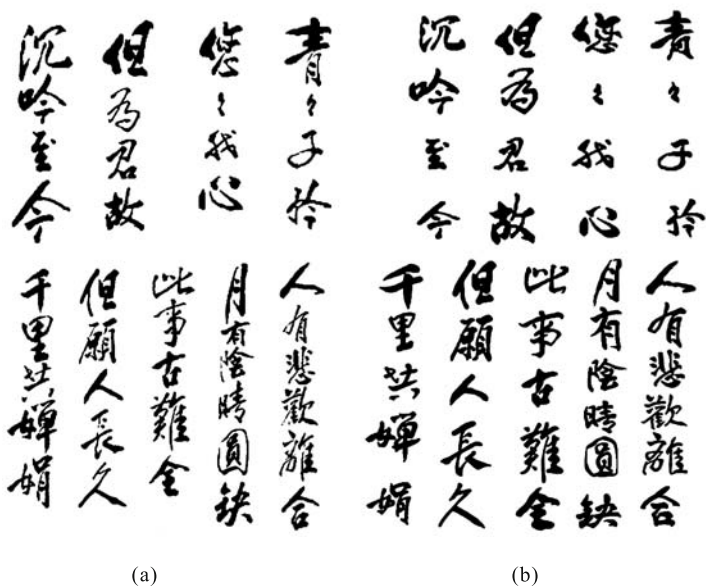 青々子衿
悠々我心
但為君故
沉吟至今
人有悲歡離合
月有陰晴圓缺
此事古難全
但願人長久
千里共嬋娟
(a)
青々子衿
悠々我心
但為君故
沉吟至今
人有悲歡離合
月有陰晴圓缺
此事古難全
但願人長久
千里共嬋娟
(b)